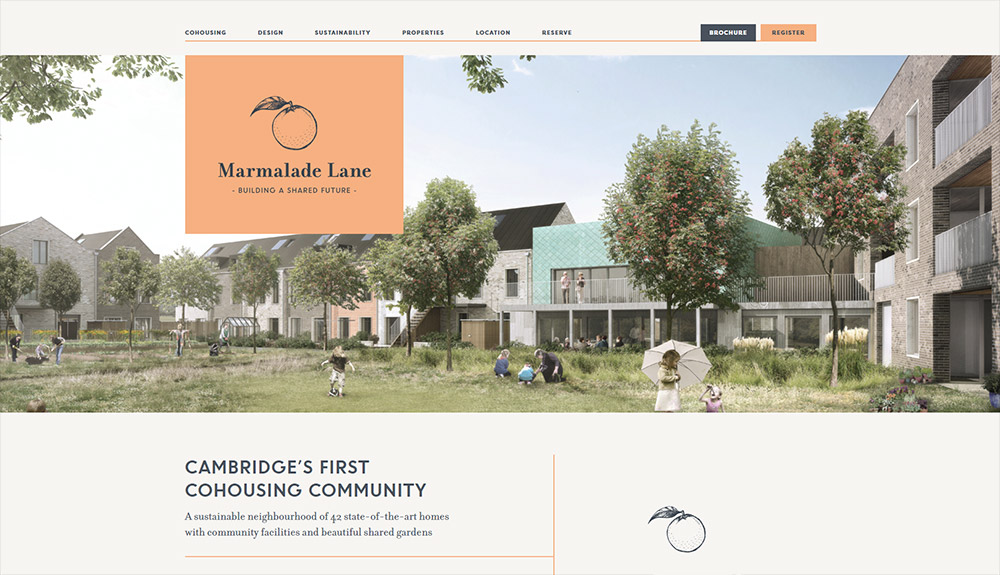 COHOUSING DESIGN SUSTAINABILITY PROPERTIES LOCATION RESERVE BROCHURE REGISTER
Marmalade Lane
- BUILDING A SHARED FUTURE -
CAMBRIDGE’S FIRST
COHOUSING COMMUNITY
A sustainable neighbourhood of 42 state-of-the-art homes
with community facilities and beautiful shared gardens